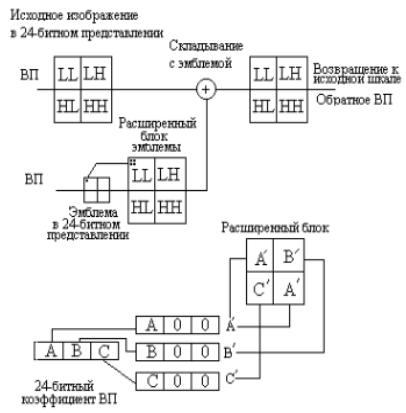 Исходное изображение
в 24-битном представлении
Складывание
с эмблемой
ВП
LL LH
HL HH
+
LL LH
HL HH
Возвращение к
исходной шкале
Обратное ВП
Расширенный
блок
эмблемы
ВП
LL LH
HL HH
Эмблема
в 24-битном
представлении
Расширенный блок
A′ B′
C′ A′
A 0 0 A′
A B C
B 0 0 B′
C 0 0 C′
24-битный
коэффициент ВП